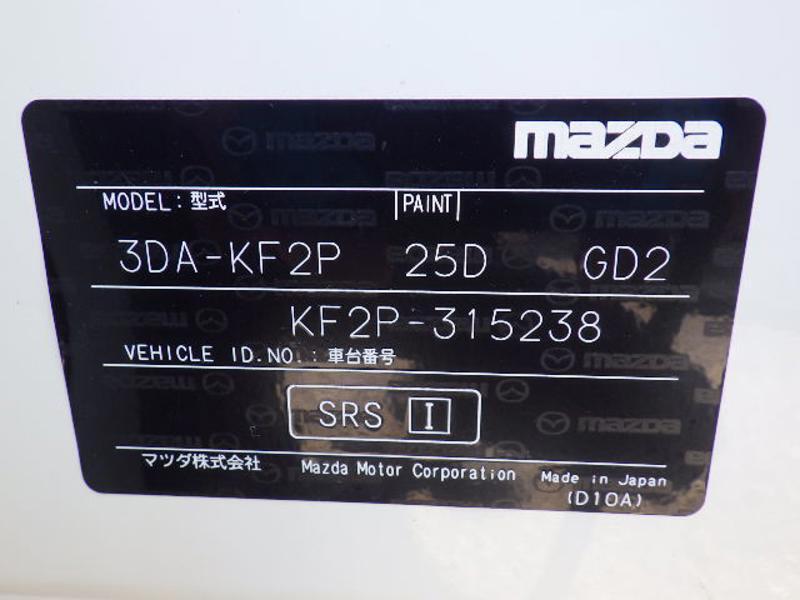 mazda
MODEL : 型式 PAINT
3DA-KF2P 25D GD2
KF2P-315238
VEHICLE ID.NO. : 車台番号
SRS I
マツダ株式会社 Mazda Motor Corporation Made in Japan
(D10A)